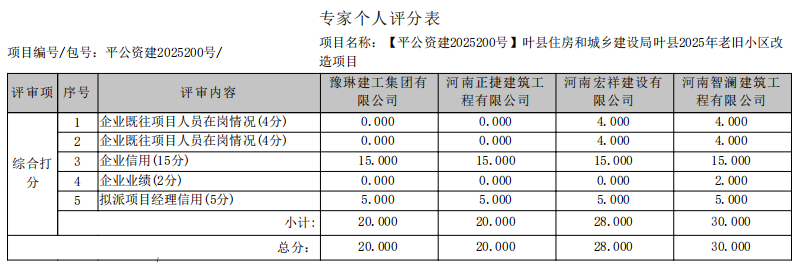 专家个人评分表
项目编号/包号：平公资建2025200号/
项目名称：【平公资建2025200号】叶县住房和城乡建设局叶县2025年老旧小区改
造项目
评审项 序号 评审内容 豫琳建工集团有限公司 河南正捷建筑工程有限公司 河南宏祥建设有限公司 河南智澜建筑工程有限公司
综合打分
1 企业既往项目人员在岗情况(4分) 0.000 0.000 4.000 4.000
2 企业既往项目人员在岗情况(4分) 0.000 0.000 4.000 4.000
3 企业信用(15分) 15.000 15.000 15.000 15.000
4 企业业绩(2分) 0.000 0.000 0.000 2.000
5 拟派项目经理信用(5分) 5.000 5.000 5.000 5.000
小计: 20.000 20.000 28.000 30.000
总分： 20.000 20.000 28.000 30.000